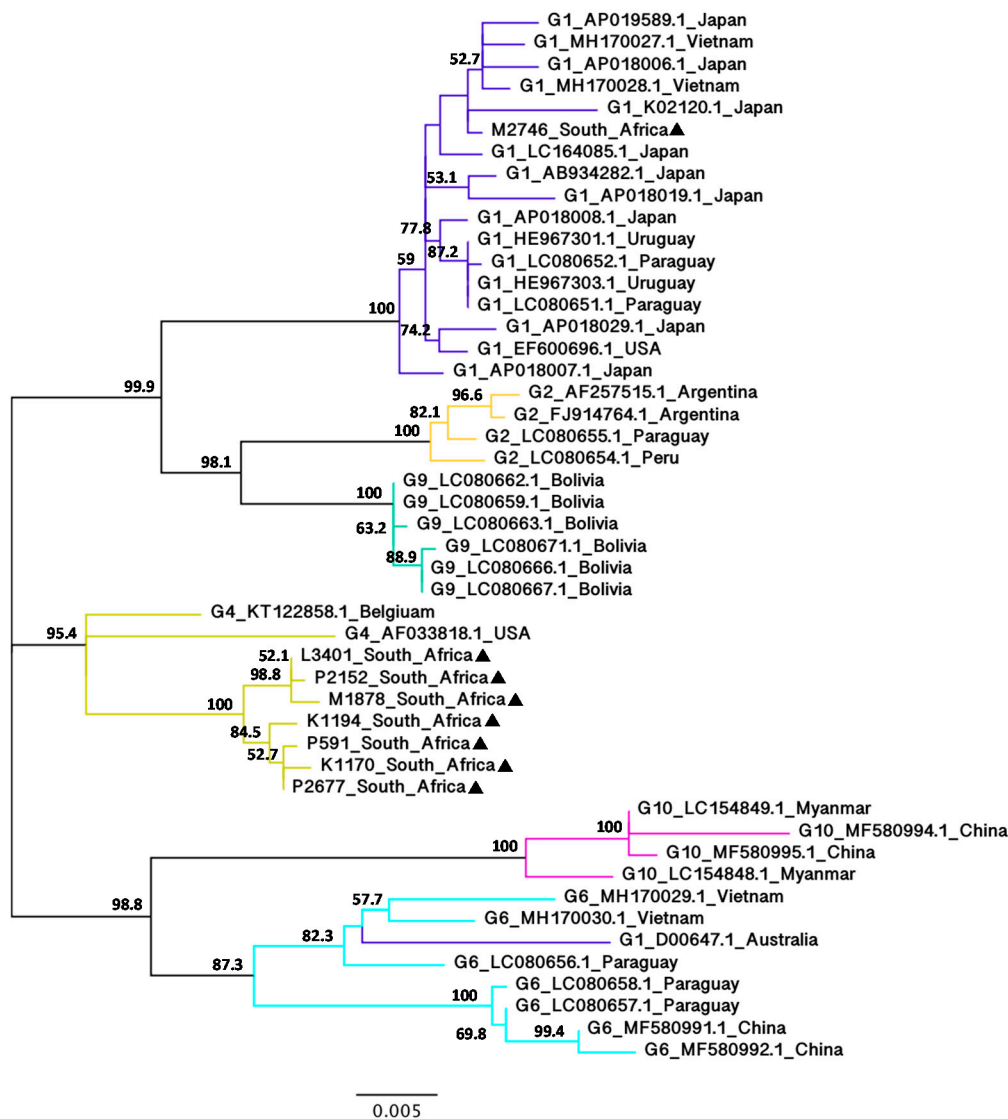 G1_AP019589.1_Japan
G1_MH170027.1_Vietnam
52.7
G1_AP018006.1_Japan
G1_MH170028.1_Vietnam
G1_K02120.1_Japan
M2746_South_Africa▲
G1_LC164085.1_Japan
G1_AB934282.1_Japan
53.1
G1_AP018019.1_Japan
G1_AP018008.1_Japan
77.8
G1_HE967301.1_Uruguay
87.2
59
G1_LC080652.1_Paraguay
G1_HE967303.1_Uruguay
G1_LC080651.1_Paraguay
100
74.2
G1_AP018029.1_Japan
G1_EF600696.1_USA
G1_AP018007.1_Japan
99.9
96.6
G2_AF257515.1_Argentina
82.1
G2_FJ914764.1_Argentina
100
G2_LC080655.1_Paraguay
98.1
G2_LC080654.1_Peru
G9_LC080662.1_Bolivia
100
G9_LC080659.1_Bolivia
63.2
G9_LC080663.1_Bolivia
G9_LC080671.1_Bolivia
88.9
G9_LC080666.1_Bolivia
G9_LC080667.1_Bolivia
G4_KT122858.1_Belgiuam
95.4
G4_AF033818.1_USA
52.1
L3401_South_Africa▲
98.8
P2152_South_Africa▲
M1878_South_Africa▲
100
K1194_South_Africa▲
84.5
P591_South_Africa▲
52.7
K1170_South_Africa▲
P2677_South_Africa▲
G10_LC154849.1_Myanmar
100
G10_MF580994.1_China
100
G10_MF580995.1_China
G10_LC154848.1_Myanmar
98.8
57.7
G6_MH170029.1_Vietnam
G6_MH170030.1_Vietnam
82.3
G1_D00647.1_Australia
87.3
G6_LC080656.1_Paraguay
G6_LC080658.1_Paraguay
100
G6_LC080657.1_Paraguay
69.8
99.4
G6_MF580991.1_China
G6_MF580992.1_China
0.005